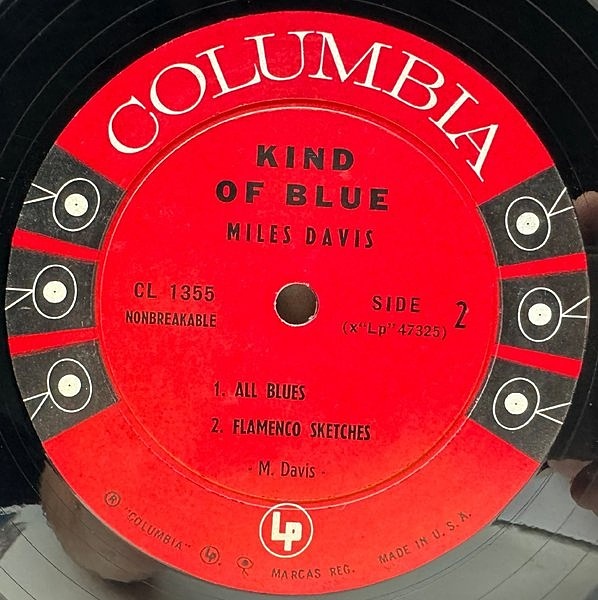 COLUMBIA
KIND
OF BLUE
MILES DAVIS
CL 1355
NONBREAKABLE
SIDE 2
(x"Lp" 47325)
1. ALL BLUES
2. FLAMENCO SKETCHES
- M. Davis -
Lp
® "COLUMBIA" Lp. MARCAS REG. MADE IN U.S.A.